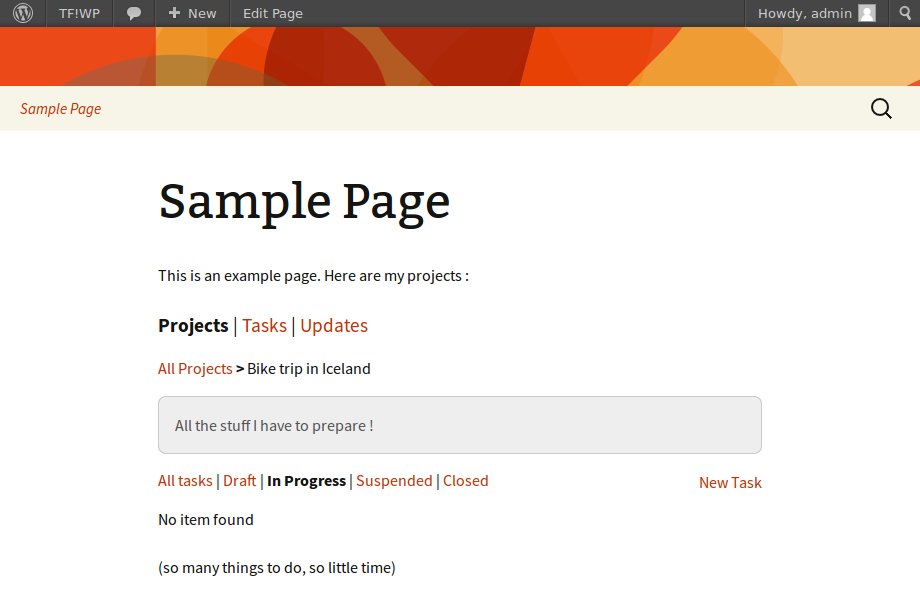 TF!WP New Edit Page Howdy, admin
Sample Page
Sample Page
This is an example page. Here are my projects :
Projects | Tasks | Updates
All Projects > Bike trip in Iceland
All the stuff I have to prepare !
All tasks | Draft | In Progress | Suspended | Closed New Task
No item found
(so many things to do, so little time)